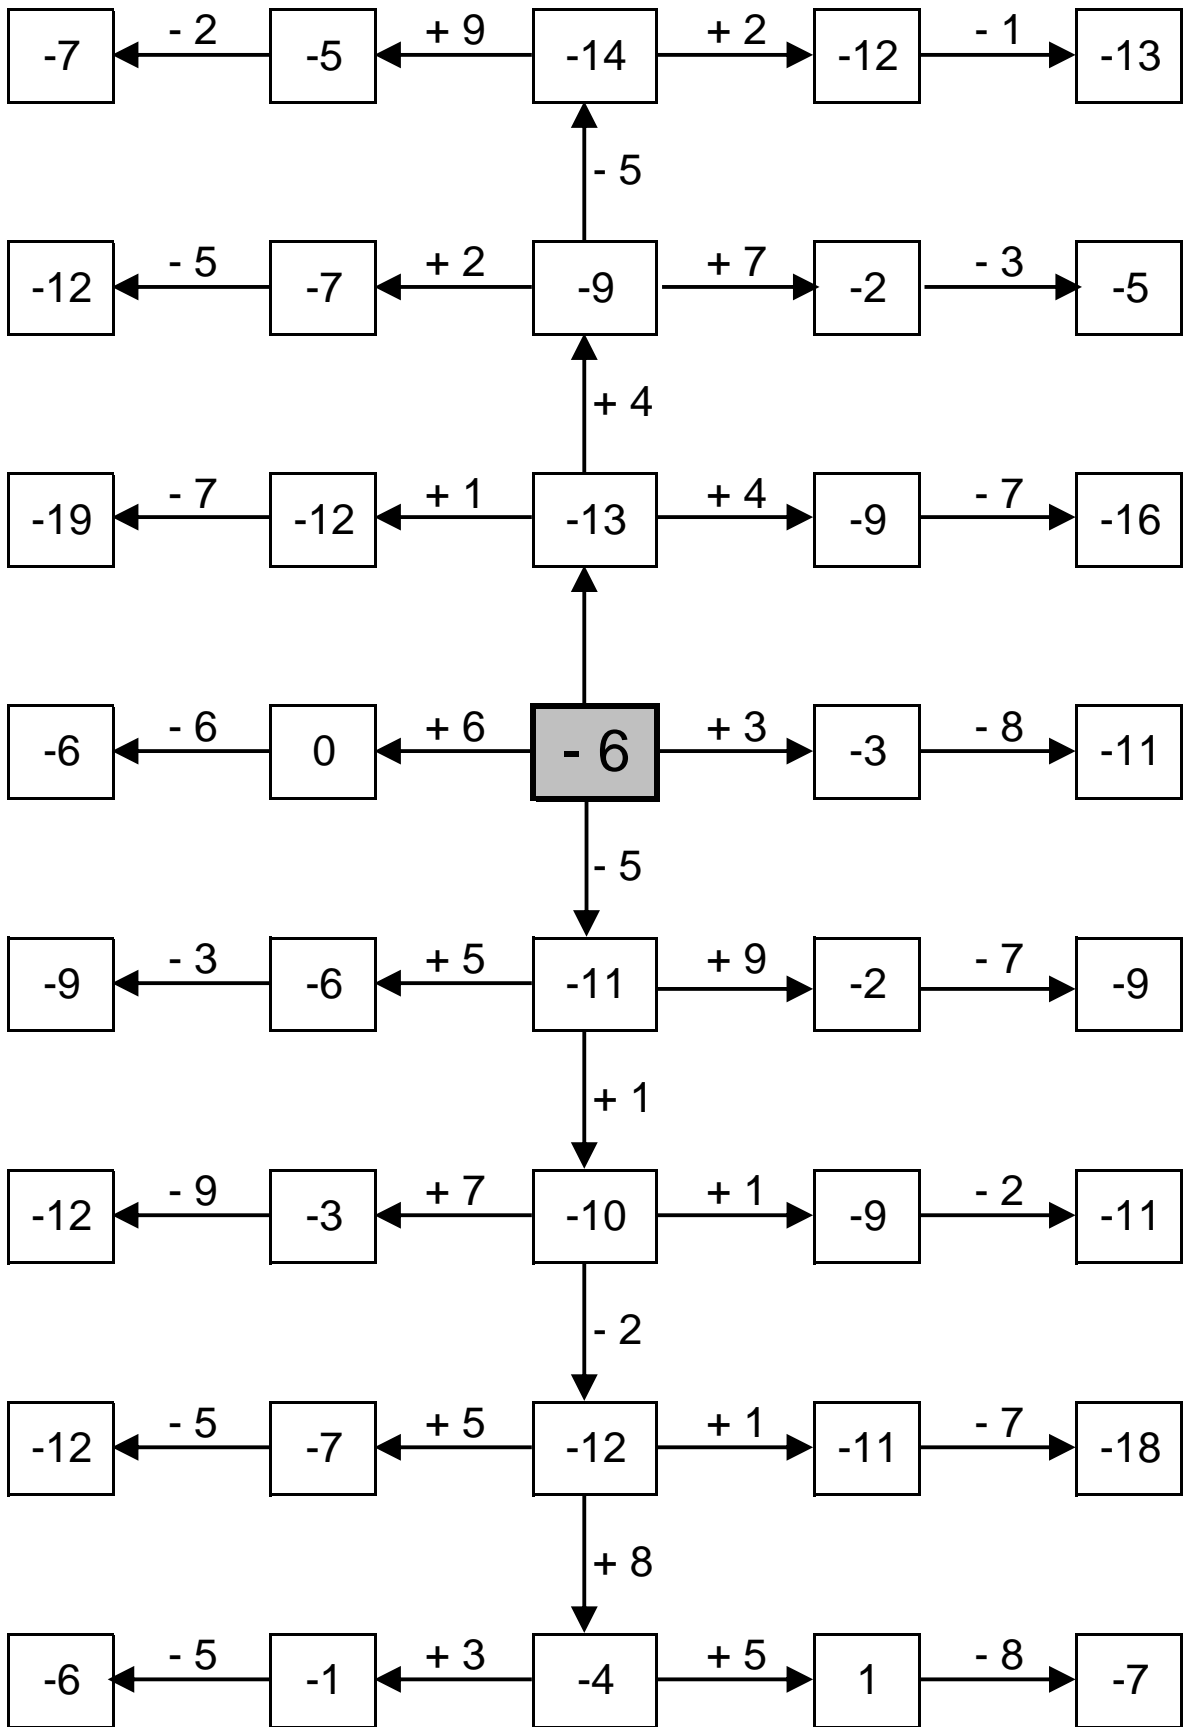 - 2 + 9 + 2 - 1
-7 -5 -14 -12 -13
- 5
- 5 + 2 + 7 - 3
-12 -7 -9 -2 -5
+ 4
- 7 + 1 + 4 - 7
-19 -12 -13 -9 -16
- 6 + 6 + 3 - 8
-6 0 - 6 -3 -11
- 5
- 3 + 5 + 9 - 7
-9 -6 -11 -2 -9
+ 1
- 9 + 7 + 1 - 2
-12 -3 -10 -9 -11
- 2
- 5 + 5 + 1 - 7
-12 -7 -12 -11 -18
+ 8
- 5 + 3 + 5 - 8
-6 -1 -4 1 -7